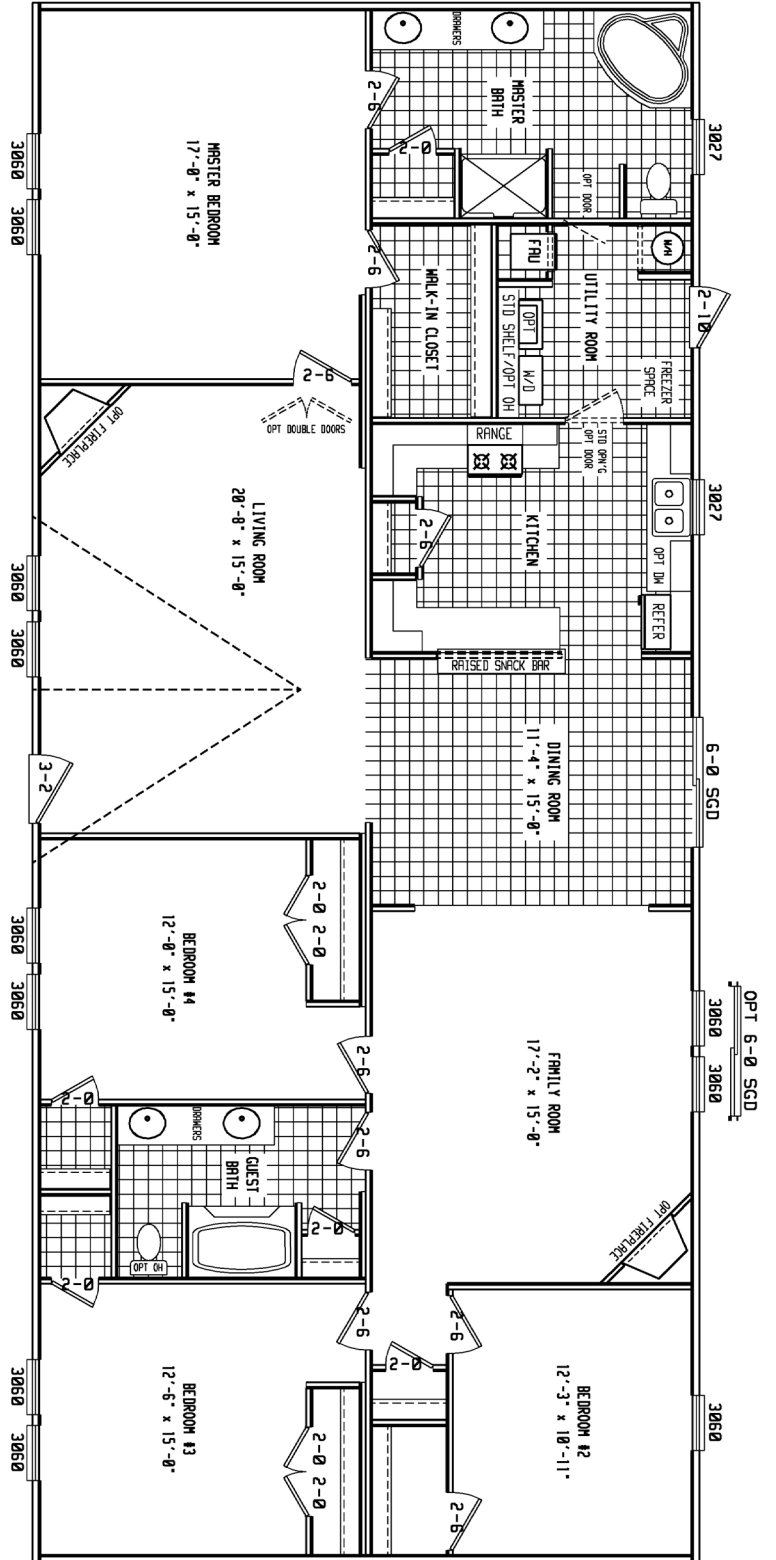 OPT 6-0 SGD
3027
2-10
3027
6-0 SGD
3060
3060
3060
DRAWERS
MASTER
BATH
2-6
2-0
OPT DOOR
W/H
FAU
UTILITY ROOM
OPT
W/D
STD SHELF/OPT OH
FREEZER
SPACE
2-6
WALK-IN CLOSET
STD OPN'G
OPT DOOR
RANGE
KITCHEN
2-6
OPT DW
REFER
RAISED SNACK BAR
DINING ROOM
11'-4" x 15'-0"
FAMILY ROOM
17'-2" x 15'-0"
OPT FIREPLACE
2-6
2-0
BEDROOM #2
12'-3" x 10'-11"
2-6
MASTER BEDROOM
17'-0" x 15'-0"
2-6
OPT DOUBLE DOORS
OPT FIREPLACE
LIVING ROOM
20'-8" x 15'-0"
3-2
2-0
2-0
BEDROOM #4
12'-0" x 15'-0"
2-6
2-0
DRAWERS
2-6
GUEST
BATH
2-0
OPT OH
2-0
2-6
BEDROOM #3
12'-6" x 15'-0"
2-0
2-0
3060
3060
3060
3060
3060
3060
3060
3060